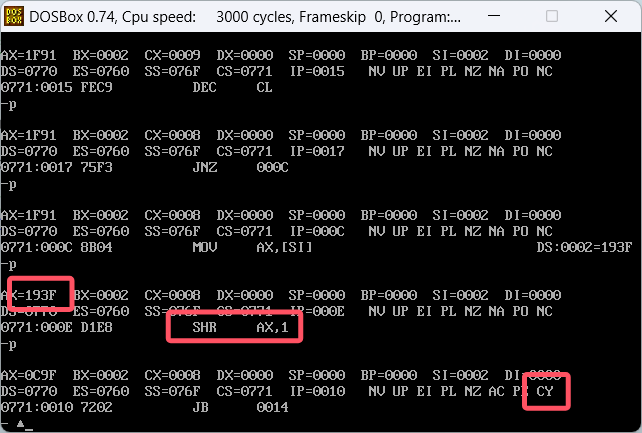 DOSBox 0.74, Cpu speed: 3000 cycles, Frameskip 0, Program:...
AX=1F91 BX=0002 CX=0009 DX=0000 SP=0000 BP=0000 SI=0002 DI=0000
DS=0770 ES=0760 SS=076F CS=0771 IP=0015 NV UP EI PL NZ NA PO NC
0771:0015 FEC9 DEC CL
-p
AX=1F91 BX=0002 CX=0008 DX=0000 SP=0000 BP=0000 SI=0002 DI=0000
DS=0770 ES=0760 SS=076F CS=0771 IP=0017 NV UP EI PL NZ NA PO NC
0771:0017 75F3 JNZ 000C
-p
AX=1F91 BX=0002 CX=0008 DX=0000 SP=0000 BP=0000 SI=0002 DI=0000
DS=0770 ES=0760 SS=076F CS=0771 IP=000C NV UP EI PL NZ NA PO NC
0771:000C 8B04 MOV AX,[SI] DS:0002=193F
-p
AX=193F BX=0002 CX=0008 DX=0000 SP=0000 BP=0000 SI=0002 DI=0000
DS=0770 ES=0760 SS=076F CS=0771 IP=000E NV UP EI PL NZ NA PO NC
0771:000E D1E8 SHR AX,1
-p
AX=0C9F BX=0002 CX=0008 DX=0000 SP=0000 BP=0000 SI=0002 DI=0000
DS=0770 ES=0760 SS=076F CS=0771 IP=0010 NV UP EI PL NZ AC PE CY
0771:0010 7202 JB 0014
- ▲_